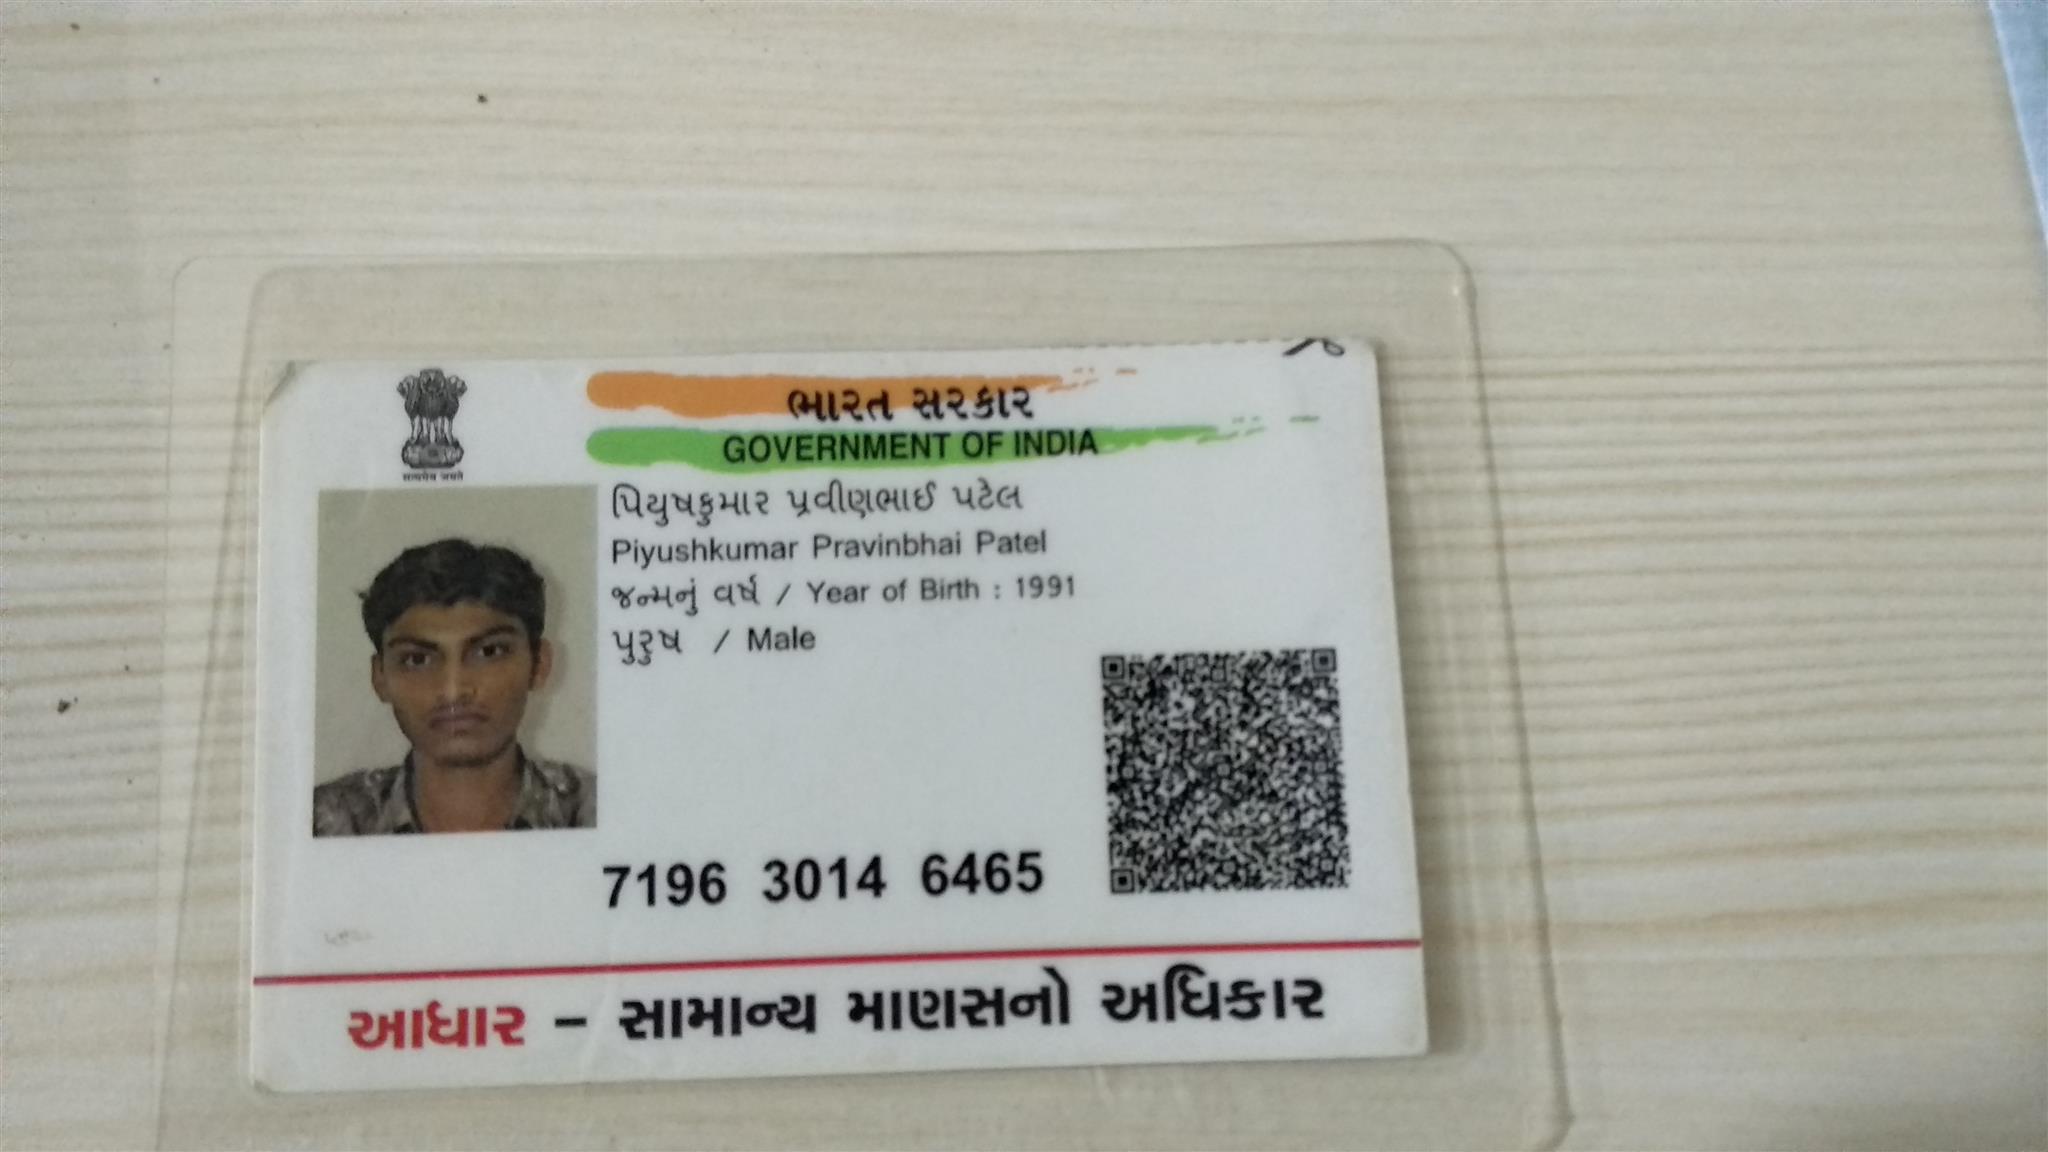 ભારત સરકાર
GOVERNMENT OF INDIA
सत्यमेव जयते
પિયુષકુમાર પ્રવીણભાઈ પટેલ
Piyushkumar Pravinbhai Patel
જન્મનું વર્ષ / Year of Birth : 1991
પુરુષ / Male
7196 3014 6465
આધાર – સામાન્ય માણસનો અધિકાર